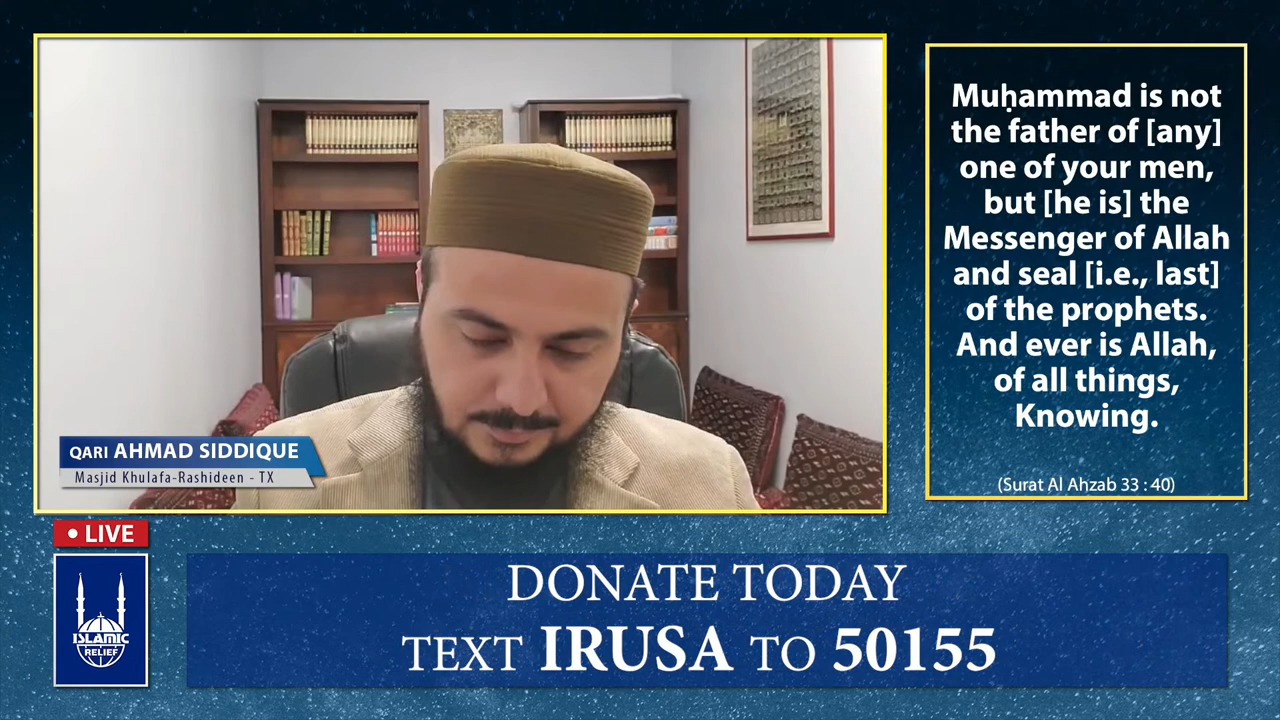 Muḥammad is not
the father of [any]
one of your men,
but [he is] the
Messenger of Allah
and seal [i.e., last]
of the prophets.
And ever is Allah,
of all things,
Knowing.
(Surat Al Ahzab 33 : 40)
QARI AHMAD SIDDIQUE
Masjid Khulafa-Rashideen - TX
• LIVE
ISLAMIC
RELIEF
DONATE TODAY
TEXT IRUSA TO 50155